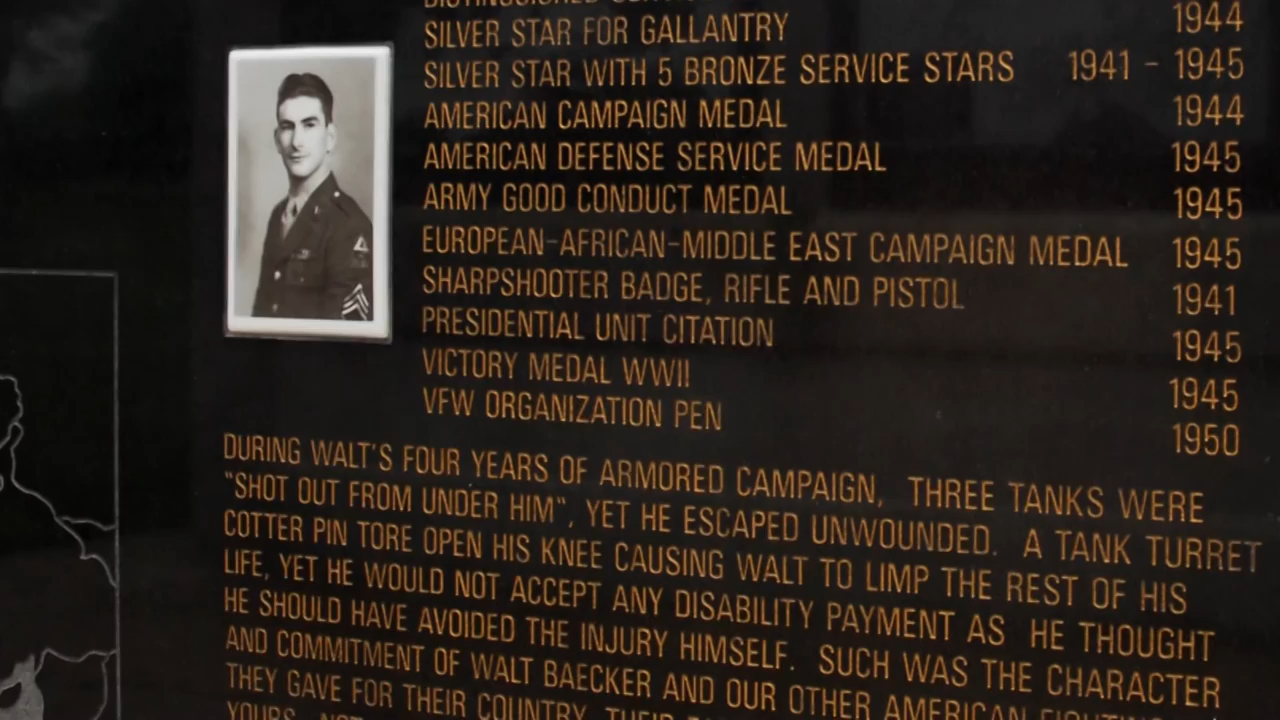 SILVER STAR FOR GALLANTRY 1944
SILVER STAR WITH 5 BRONZE SERVICE STARS 1941 - 1945
AMERICAN CAMPAIGN MEDAL 1944
AMERICAN DEFENSE SERVICE MEDAL 1945
ARMY GOOD CONDUCT MEDAL 1945
EUROPEAN-AFRICAN-MIDDLE EAST CAMPAIGN MEDAL 1945
SHARPSHOOTER BADGE, RIFLE AND PISTOL 1941
PRESIDENTIAL UNIT CITATION 1945
VICTORY MEDAL WWII 1945
VFW ORGANIZATION PEN 1950
DURING WALT'S FOUR YEARS OF ARMORED CAMPAIGN, THREE TANKS WERE
"SHOT OUT FROM UNDER HIM", YET HE ESCAPED UNWOUNDED. A TANK TURRET
COTTER PIN TORE OPEN HIS KNEE CAUSING WALT TO LIMP THE REST OF HIS
LIFE, YET HE WOULD NOT ACCEPT ANY DISABILITY PAYMENT AS HE THOUGHT
HE SHOULD HAVE AVOIDED THE INJURY HIMSELF. SUCH WAS THE CHARACTER
AND COMMITMENT OF WALT BAECKER AND OUR OTHER AMERICAN
THEY GAVE FOR THEIR COUNTRY, THEIR